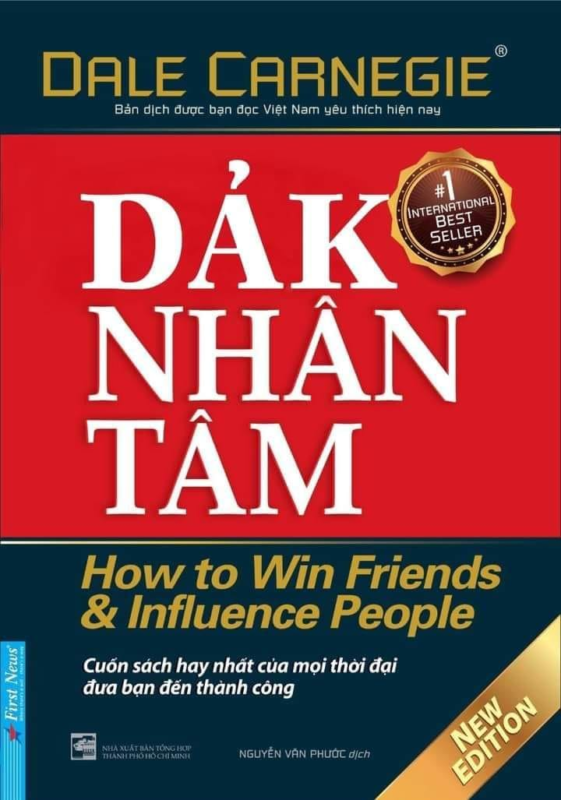 DALE CARNEGIE®
Bản dịch được bạn đọc Việt Nam yêu thích hiện nay
DẢK
NHÂN
TÂM
#1
INTERNATIONAL
BEST
SELLER
How to Win Friends
& Influence People
Cuốn sách hay nhất của mọi thời đại
đưa bạn đến thành công
NEW
EDITION
First News
NHÀ XUẤT BẢN TỔNG HỢP
THÀNH PHỐ HỒ CHÍ MINH
NGUYỄN VĂN PHƯỚC dịch